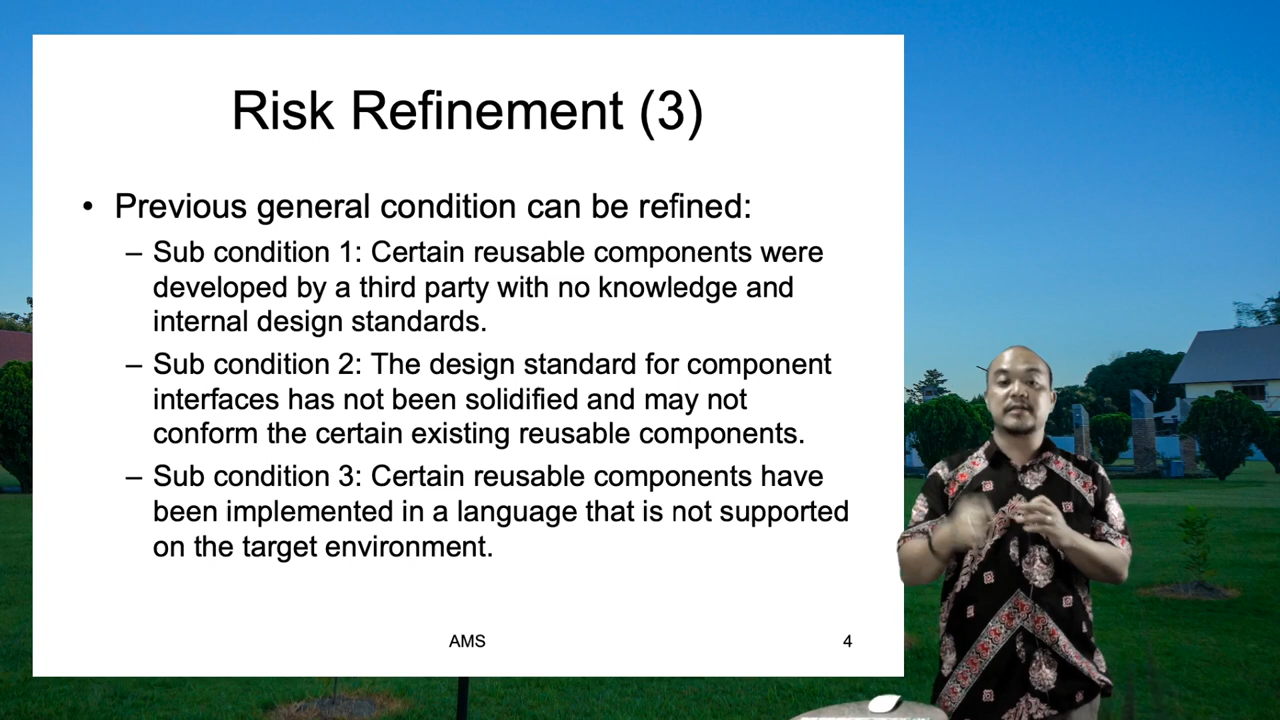 Risk Refinement (3)
• Previous general condition can be refined:
– Sub condition 1: Certain reusable components were
developed by a third party with no knowledge and
internal design standards.
– Sub condition 2: The design standard for component
interfaces has not been solidified and may not
conform the certain existing reusable components.
– Sub condition 3: Certain reusable components have
been implemented in a language that is not supported
on the target environment.
AMS
4